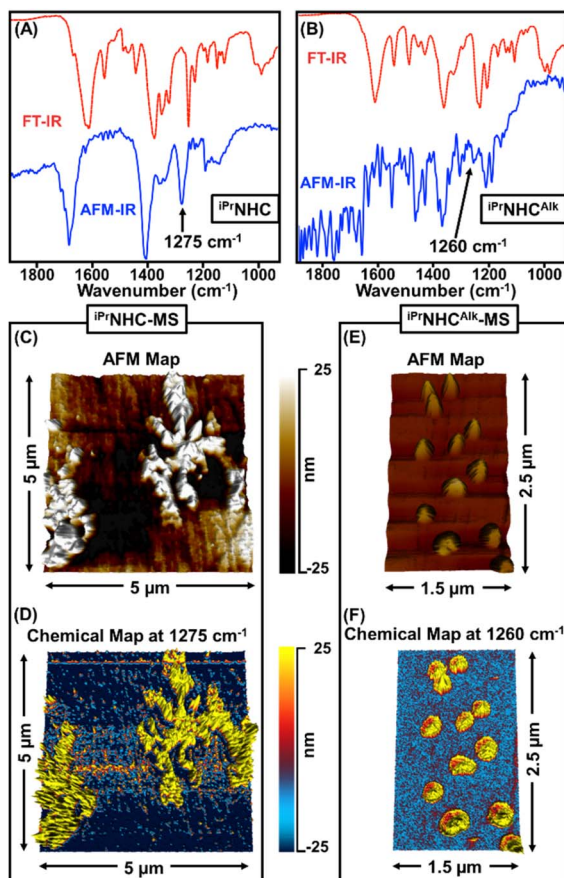 (A)
FT-IR
AFM-IR
iPrNHC
1275 cm-1
1800 1600 1400 1200 1000
Wavenumber (cm-1)
(B)
FT-IR
AFM-IR
iPrNHCAlk
1260 cm-1
1800 1600 1400 1200 1000
Wavenumber (cm-1)
iPrNHC-MS
(C)
AFM Map
5 µm
5 µm
25
nm
-25
(D)
Chemical Map at 1275 cm-1
5 µm
5 µm
25
nm
-25
iPrNHCAlk-MS
(E)
AFM Map
2.5 µm
1.5 µm
(F)
Chemical Map at 1260 cm-1
2.5 µm
1.5 µm